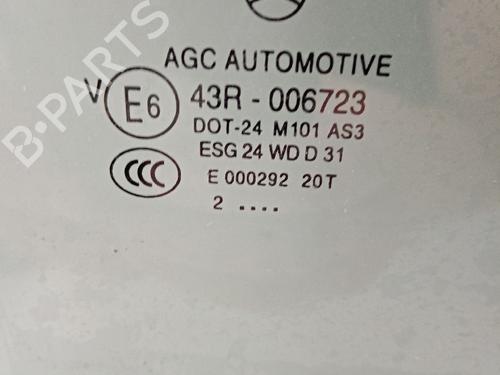 B-PARTS
AGC AUTOMOTIVE
V E6 43R - 006723
DOT-24 M101 AS3
ESG 24 WD D 31
CCC E 000292 20T
2 ....